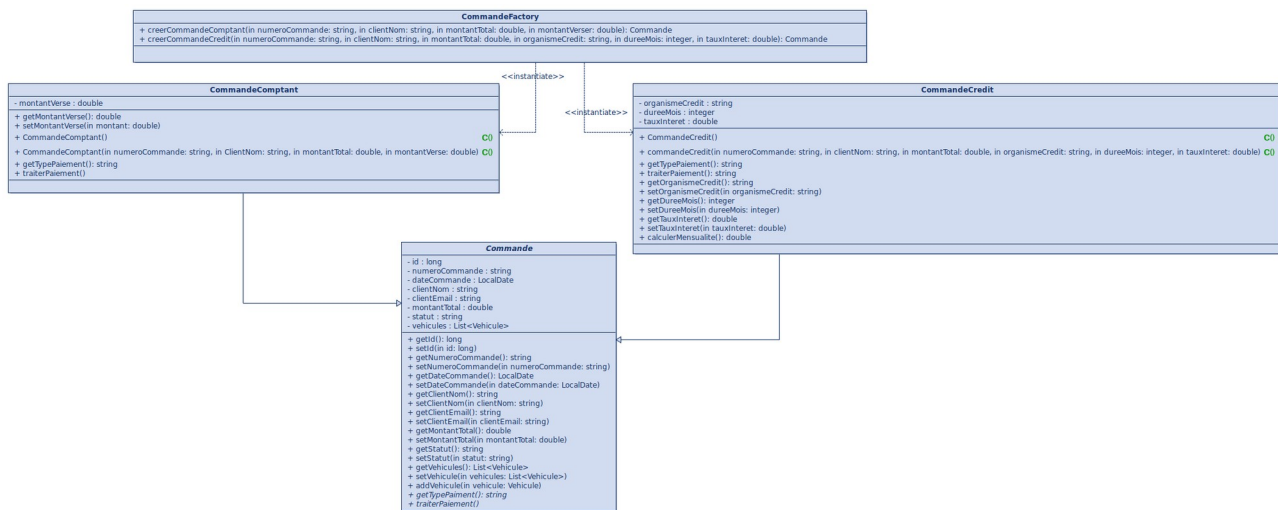 CommandeFactory
+ creerCommandeComptant(in numeroCommande: string, in clientNom: string, in montantTotal: double, in montantVerser: double): Commande
+ creerCommandeCredit(in numeroCommande: string, in clientNom: string, in montantTotal: double, in organismeCredit: string, in dureeMois: integer, in tauxInteret: double): Commande
<<instantiate>>
<<instantiate>>
CommandeComptant
- montantVerse : double
+ getMontantVerse(): double
+ setMontantVerse(in montant: double)
+ CommandeComptant() C()
+ CommandeComptant(in numeroCommande: string, in ClientNom: string, in montantTotal: double, in montantVerse: double) C()
+ getTypePaiement(): string
+ traiterPaiement()
CommandeCredit
- organismeCredit : string
- dureeMois : integer
- tauxInteret : double
+ CommandeCredit() C()
+ commandeCredit(in numeroCommande: string, in clientNom: string, in montantTotal: double, in organismeCredit: string, in dureeMois: integer, in tauxInteret: double) C()
+ getTypePaiement(): string
+ traiterPaiement(): string
+ getOrganismeCredit(): string
+ setOrganismeCredit(in organismeCredit: string)
+ getDureeMois(): integer
+ setDureeMois(in dureeMois: integer)
+ getTauxInteret(): double
+ setTauxInteret(in tauxInteret: double)
+ calculerMensualite(): double
Commande
- id : long
- numeroCommande : string
- dateCommande : LocalDate
- clientNom : string
- clientEmail : string
- montantTotal : double
- statut : string
- vehicules : List<Vehicule>
+ getId(): long
+ setId(in id: long)
+ getNumeroCommande(): string
+ setNumeroCommande(in numeroCommande: string)
+ getDateCommande(): LocalDate
+ setDateCommande(in dateCommande: LocalDate)
+ getClientNom(): string
+ setClientNom(in clientNom: string)
+ getClientEmail(): string
+ setClientEmail(in clientEmail: string)
+ getMontantTotal(): double
+ setMontantTotal(in montantTotal: double)
+ getStatut(): string
+ setStatut(in statut: string)
+ getVehicules(): List<Vehicule>
+ setVehicule(in vehicules: List<Vehicule>)
+ addVehicule(in vehicule: Vehicule)
+ getTypePaiment(): string
+ traiterPaiement()